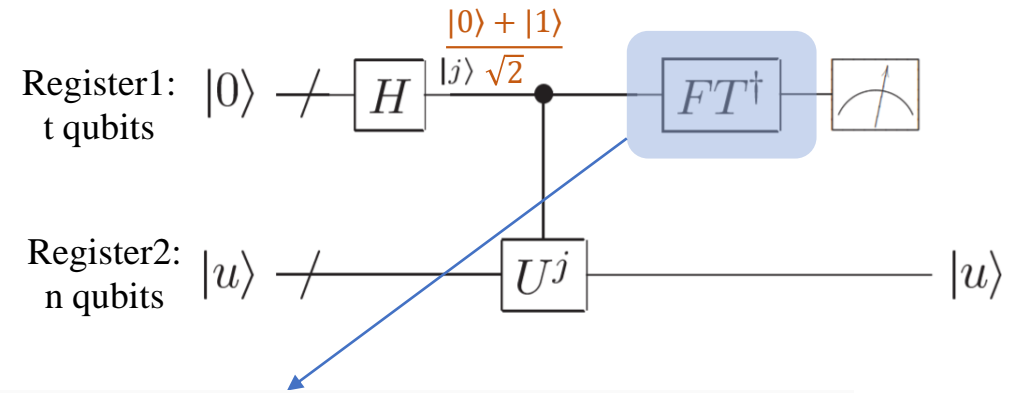 |0⟩ + |1⟩
√2
Register1:
t qubits
|0⟩
H
|j⟩
FT†
Register2:
n qubits
|u⟩
U^j
|u⟩